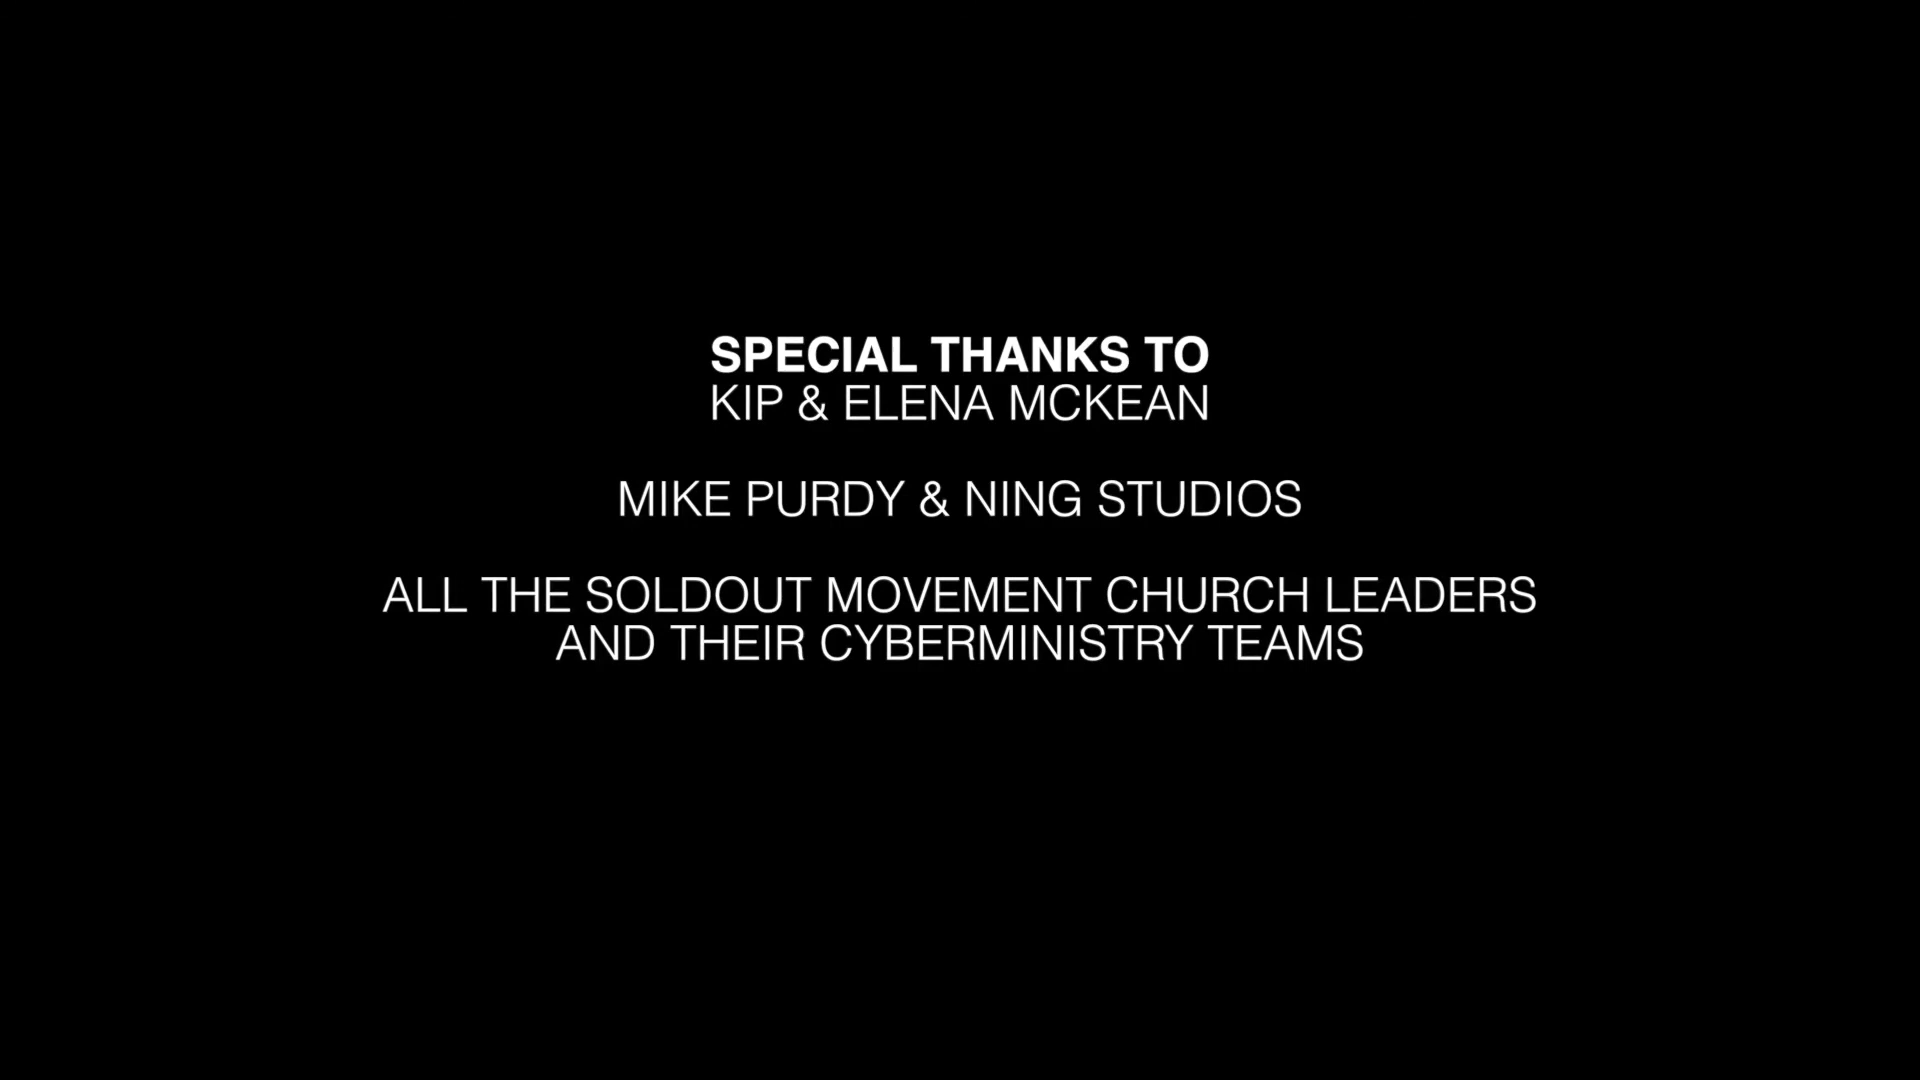 SPECIAL THANKS TO
KIP & ELENA MCKEAN
MIKE PURDY & NING STUDIOS
ALL THE SOLDOUT MOVEMENT CHURCH LEADERS
AND THEIR CYBERMINISTRY TEAMS